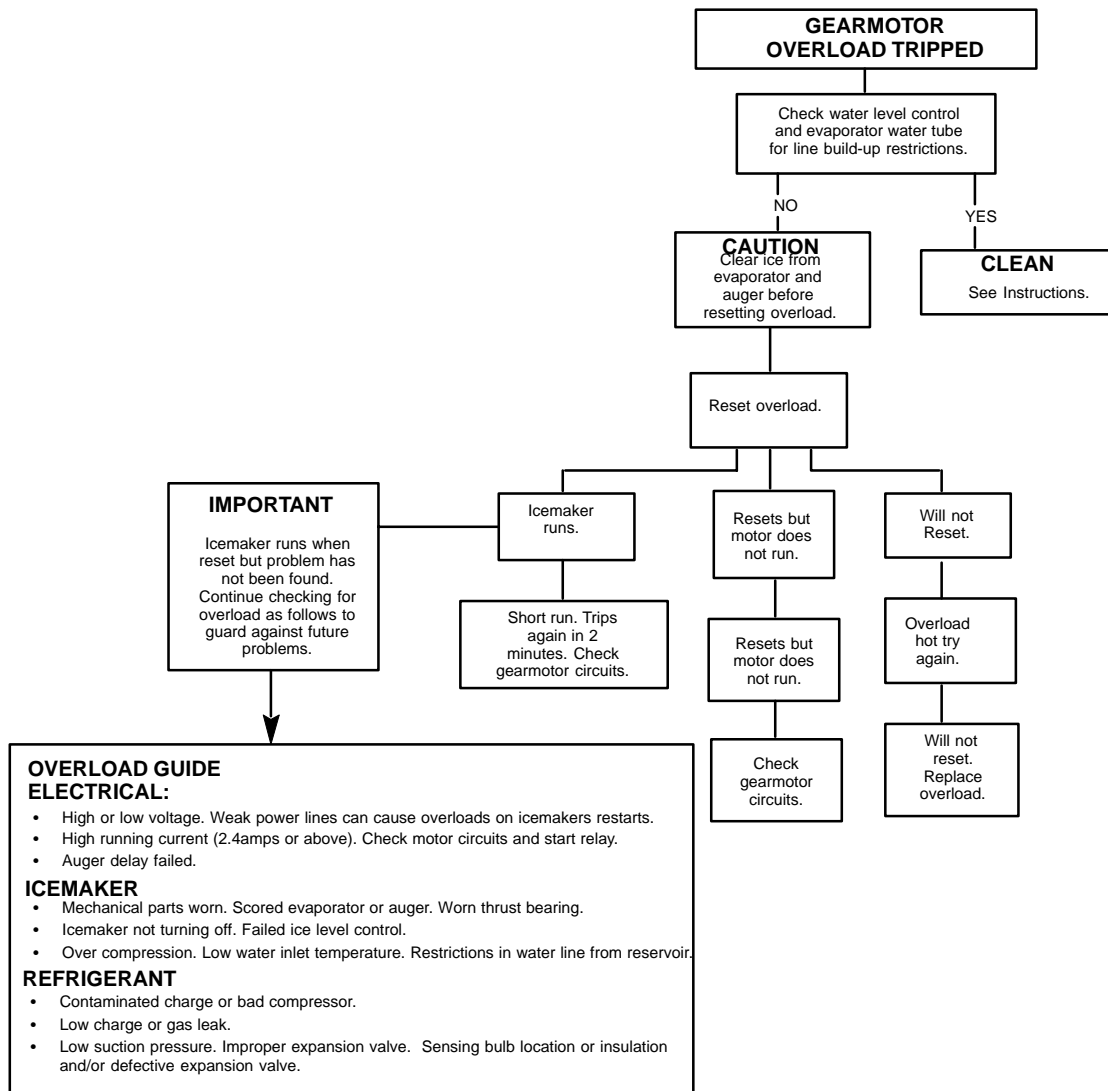 GEARMOTOR
OVERLOAD TRIPPED
Check water level control
and evaporator water tube
for line build-up restrictions.
NO
YES
CAUTION
Clear ice from
evaporator and
auger before
resetting overload.
CLEAN
See Instructions.
Reset overload.
IMPORTANT
Icemaker runs when
reset but problem has
not been found.
Continue checking for
overload as follows to
guard against future
problems.
Icemaker
runs.
Short run. Trips
again in 2
minutes. Check
gearmotor circuits.
Resets but
motor does
not run.
Resets but
motor does
not run.
Check
gearmotor
circuits.
Will not
Reset.
Overload
hot try
again.
Will not
reset.
Replace
overload.
OVERLOAD GUIDE
ELECTRICAL:
• High or low voltage. Weak power lines can cause overloads on icemakers restarts.
• High running current (2.4amps or above). Check motor circuits and start relay.
• Auger delay failed.
ICEMAKER
• Mechanical parts worn. Scored evaporator or auger. Worn thrust bearing.
• Icemaker not turning off. Failed ice level control.
• Over compression. Low water inlet temperature. Restrictions in water line from reservoir.
REFRIGERANT
• Contaminated charge or bad compressor.
• Low charge or gas leak.
• Low suction pressure. Improper expansion valve. Sensing bulb location or insulation
and/or defective expansion valve.